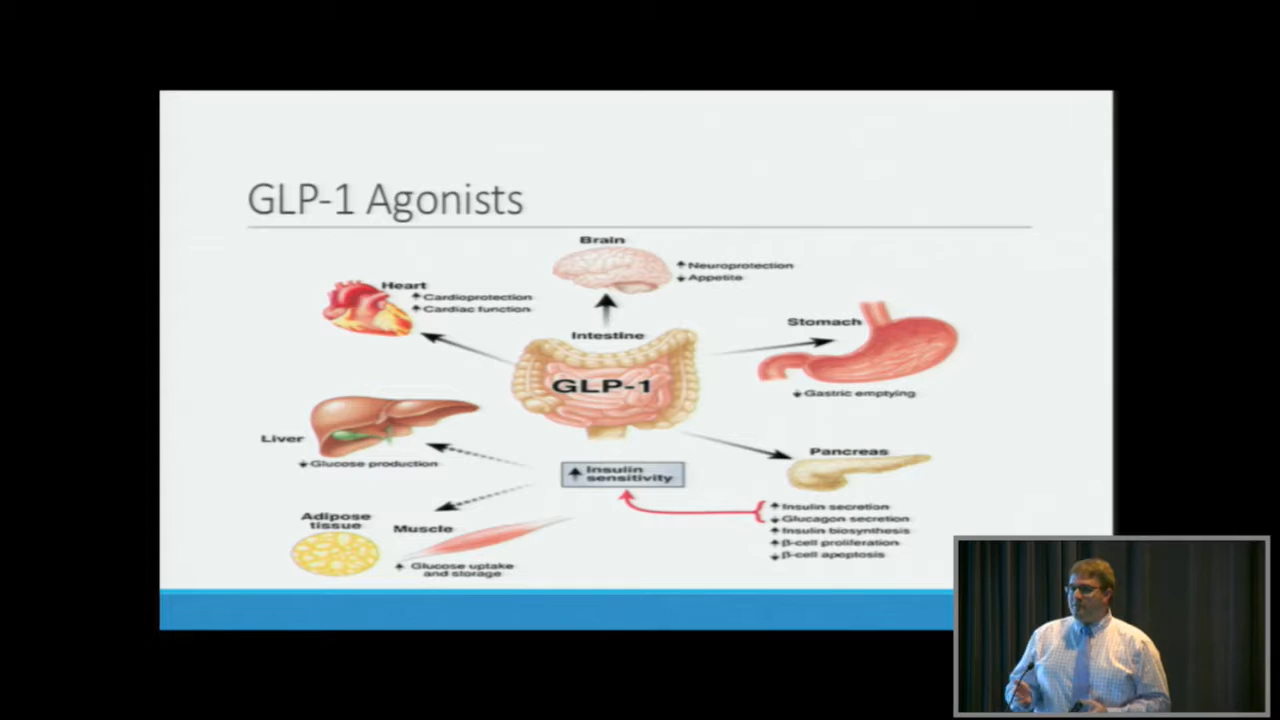 GLP-1 Agonists
Brain
↑ Neuroprotection
↓ Appetite
Heart
↑ Cardioprotection
↑ Cardiac function
Intestine
GLP-1
Stomach
↓ Gastric emptying
Liver
↓ Glucose production
↑ Insulin
sensitivity
Pancreas
↑ Insulin secretion
↓ Glucagon secretion
↑ Insulin biosynthesis
↑ β-cell proliferation
↓ β-cell apoptosis
Adipose
tissue
Muscle
↑ Glucose uptake
and storage